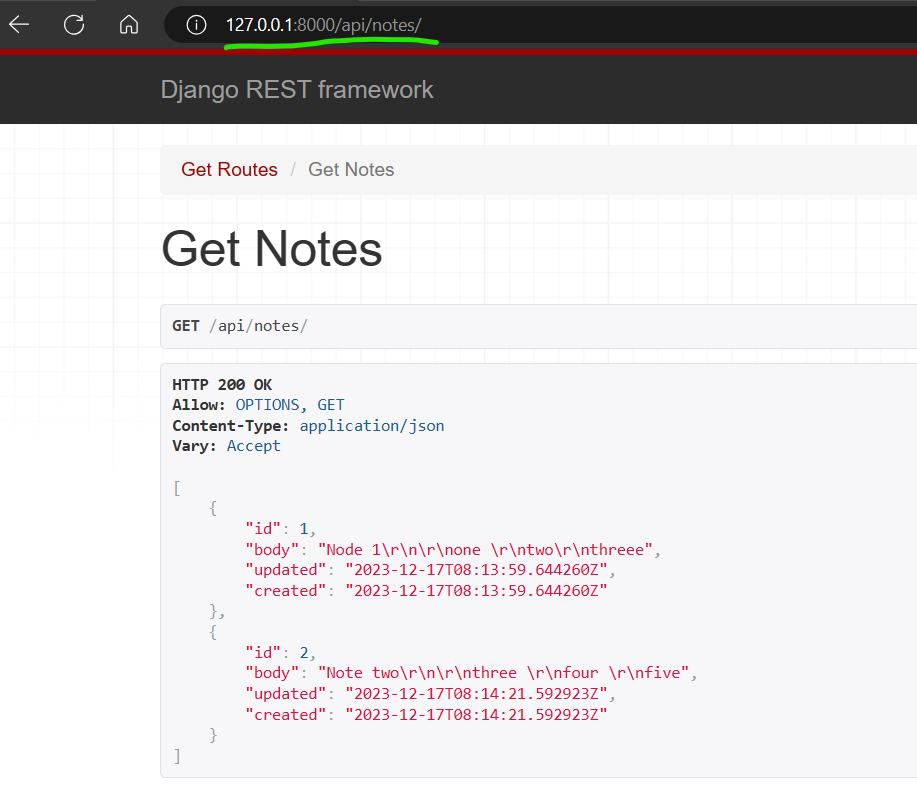 127.0.0.1:8000/api/notes/
Django REST framework
Get Routes / Get Notes
Get Notes
GET /api/notes/
HTTP 200 OK
Allow: OPTIONS, GET
Content-Type: application/json
Vary: Accept
[
    {
        "id": 1,
        "body": "Node 1\r\n\r\none \r\ntwo\r\nthreee",
        "updated": "2023-12-17T08:13:59.644260Z",
        "created": "2023-12-17T08:13:59.644260Z"
    },
    {
        "id": 2,
        "body": "Note two\r\n\r\nthree \r\nfour \r\nfive",
        "updated": "2023-12-17T08:14:21.592923Z",
        "created": "2023-12-17T08:14:21.592923Z"
    }
]